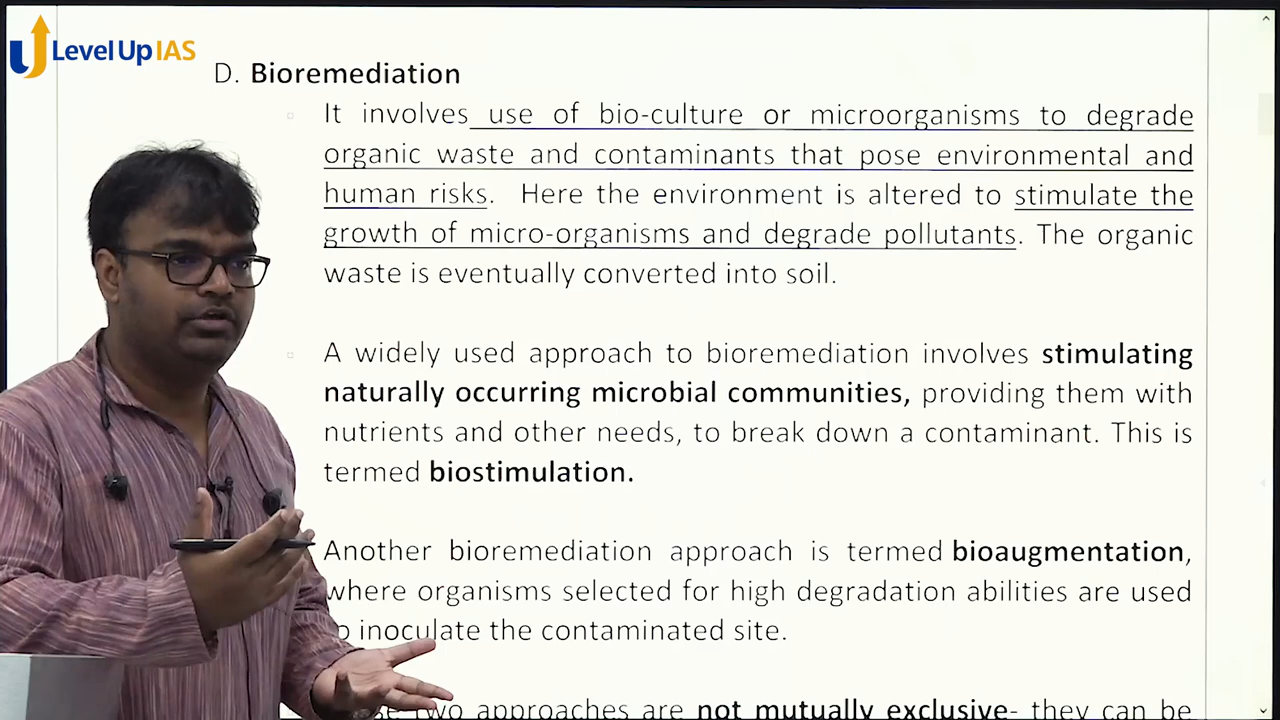 Level Up IAS
D. Bioremediation
It involves use of bio-culture or microorganisms to degrade
organic waste and contaminants that pose environmental and
human risks. Here the environment is altered to stimulate the
growth of micro-organisms and degrade pollutants. The organic
waste is eventually converted into soil.
A widely used approach to bioremediation involves stimulating
naturally occurring microbial communities, providing them with
nutrients and other needs, to break down a contaminant. This is
termed biostimulation.
Another bioremediation approach is termed bioaugmentation,
where organisms selected for high degradation abilities are used
inoculate the contaminated site.
two approaches are not mutually exclusive- they can be